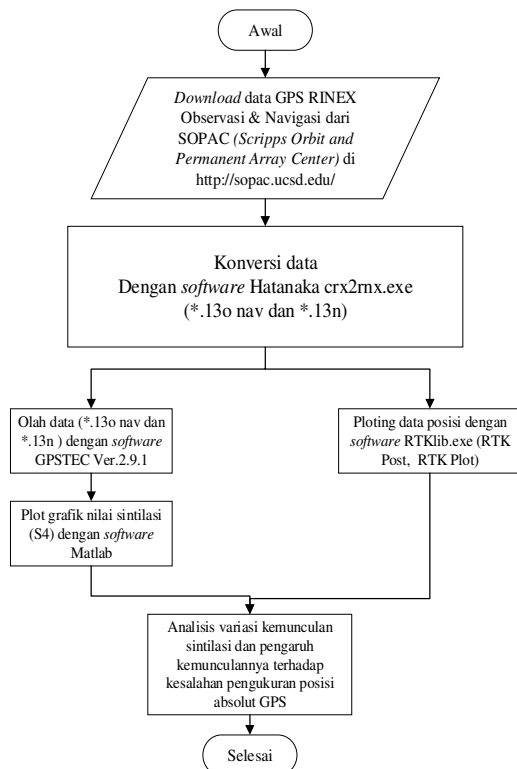 Awal
Download data GPS RINEX
Observasi & Navigasi dari
SOPAC (Scripps Orbit and
Permanent Array Center) di
http://sopac.ucsd.edu/
Konversi data
Dengan software Hatanaka crx2rnx.exe
(*.13o nav dan *.13n)
Olah data (*.13o nav dan
*.13n ) dengan software
GPSTEC Ver.2.9.1
Ploting data posisi dengan
software RTKlib.exe (RTK
Post, RTK Plot)
Plot grafik nilai sintilasi
(S4) dengan software
Matlab
Analisis variasi kemunculan
sintilasi dan pengaruh
kemunculannya terhadap
kesalahan pengukuran posisi
absolut GPS
Selesai